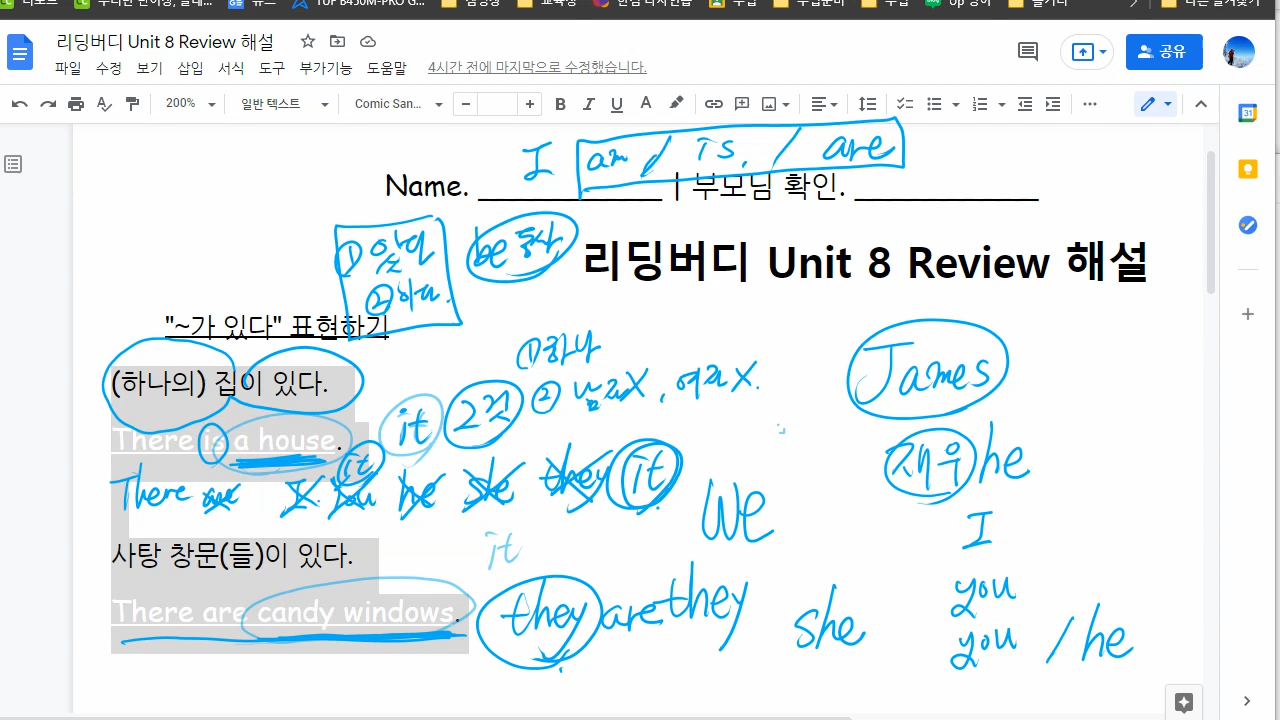 리딩버디 Unit 8 Review 해설
파일 수정 보기 삽입 서식 도구 부가기능 도움말 4시간 전에 마지막으로 수정했습니다.
공유
200% 일반 텍스트 Comic San...
I am / is, / are
Name. ____________ | 부모님 확인. ____________
① 있다 be 동사
② 하다.
리딩버디 Unit 8 Review 해설
"~가 있다" 표현하기
① 하나
② 남자X, 여자X.
James
(하나의) 집이 있다.
it 그것
There is a house.
it
재우 he
There are I you he she they it
We
I
사탕 창문(들)이 있다.
it
There are candy windows.
they are they
she
you
you / he